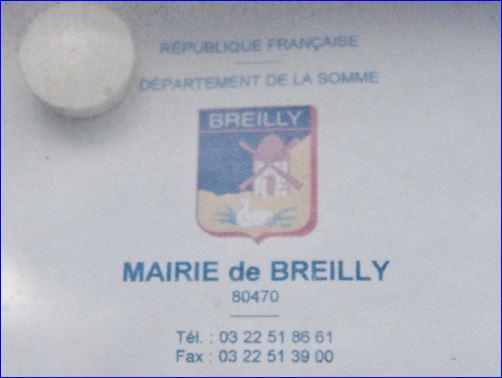 RÉPUBLIQUE FRANÇAISE
DÉPARTEMENT DE LA SOMME
BREILLY
MAIRIE de BREILLY
80470
Tél. : 03 22 51 86 61
Fax : 03 22 51 39 00